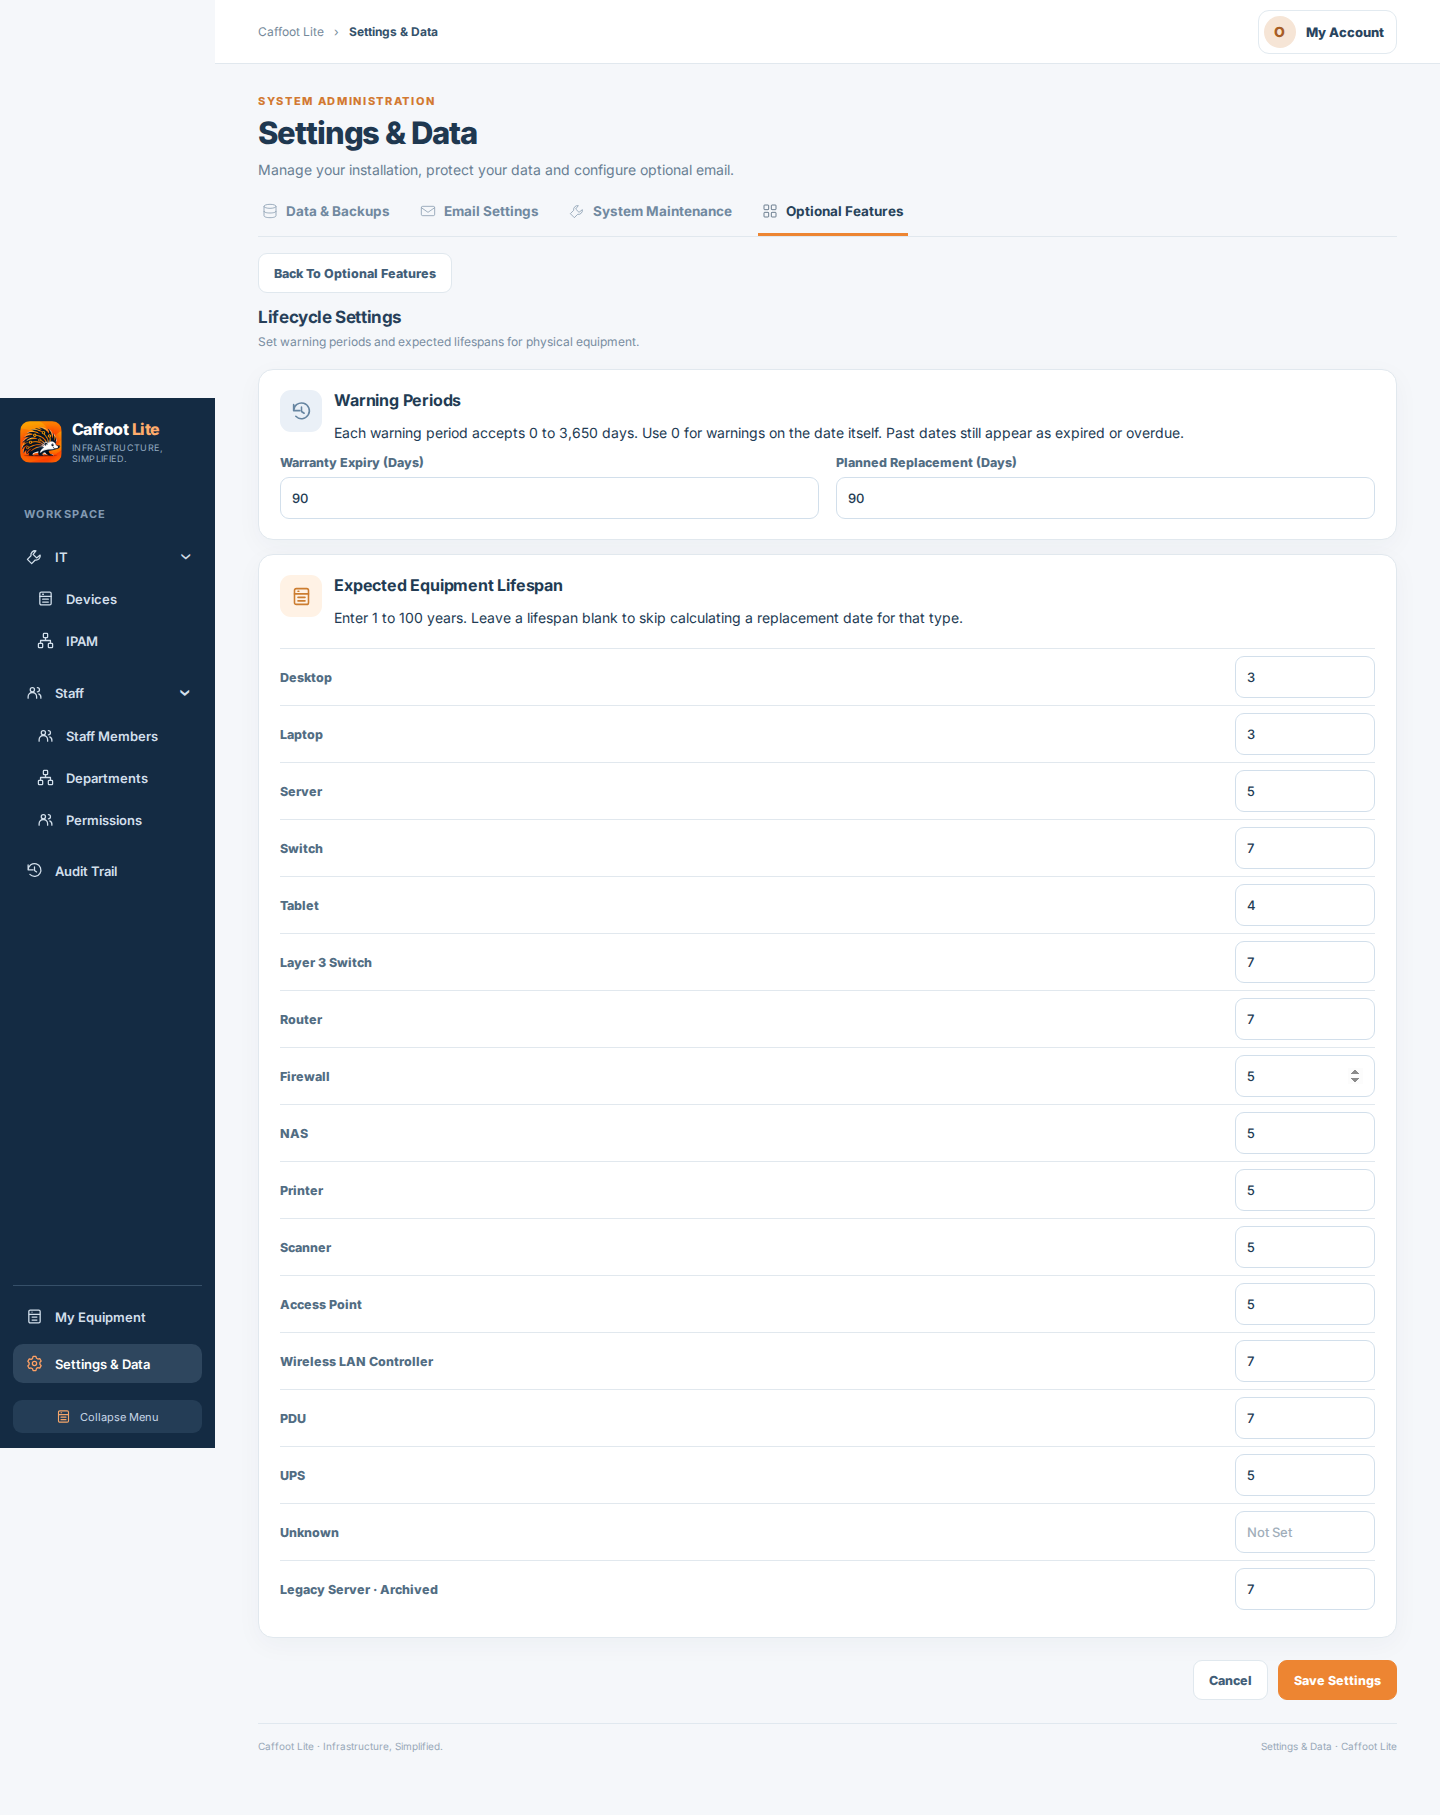 Caffoot Lite › Settings & Data
O My Account
SYSTEM ADMINISTRATION
Settings & Data
Manage your installation, protect your data and configure optional email.
Data & Backups Email Settings System Maintenance Optional Features
Back To Optional Features
Lifecycle Settings
Set warning periods and expected lifespans for physical equipment.
Warning Periods
Each warning period accepts 0 to 3,650 days. Use 0 for warnings on the date itself. Past dates still appear as expired or overdue.
Warranty Expiry (Days) Planned Replacement (Days)
90 90
Expected Equipment Lifespan
Enter 1 to 100 years. Leave a lifespan blank to skip calculating a replacement date for that type.
Desktop 3
Laptop 3
Server 5
Switch 7
Tablet 4
Layer 3 Switch 7
Router 7
Firewall 5
NAS 5
Printer 5
Scanner 5
Access Point 5
Wireless LAN Controller 7
PDU 7
UPS 5
Unknown Not Set
Legacy Server · Archived 7
Cancel Save Settings
Caffoot Lite · Infrastructure, Simplified. Settings & Data · Caffoot Lite
Caffoot Lite
INFRASTRUCTURE,
SIMPLIFIED.
WORKSPACE
IT
Devices
IPAM
Staff
Staff Members
Departments
Permissions
Audit Trail
My Equipment
Settings & Data
Collapse Menu